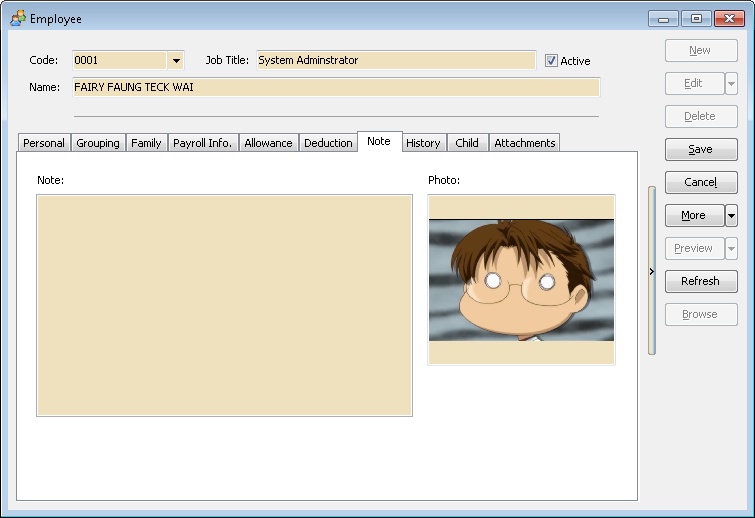 Employee
Code: 0001 Job Title: System Adminstrator Active
Name: FAIRY FAUNG TECK WAI
Personal Grouping Family Payroll Info. Allowance Deduction Note History Child Attachments
Note: Photo:
New
Edit
Delete
Save
Cancel
More
Preview
Refresh
Browse